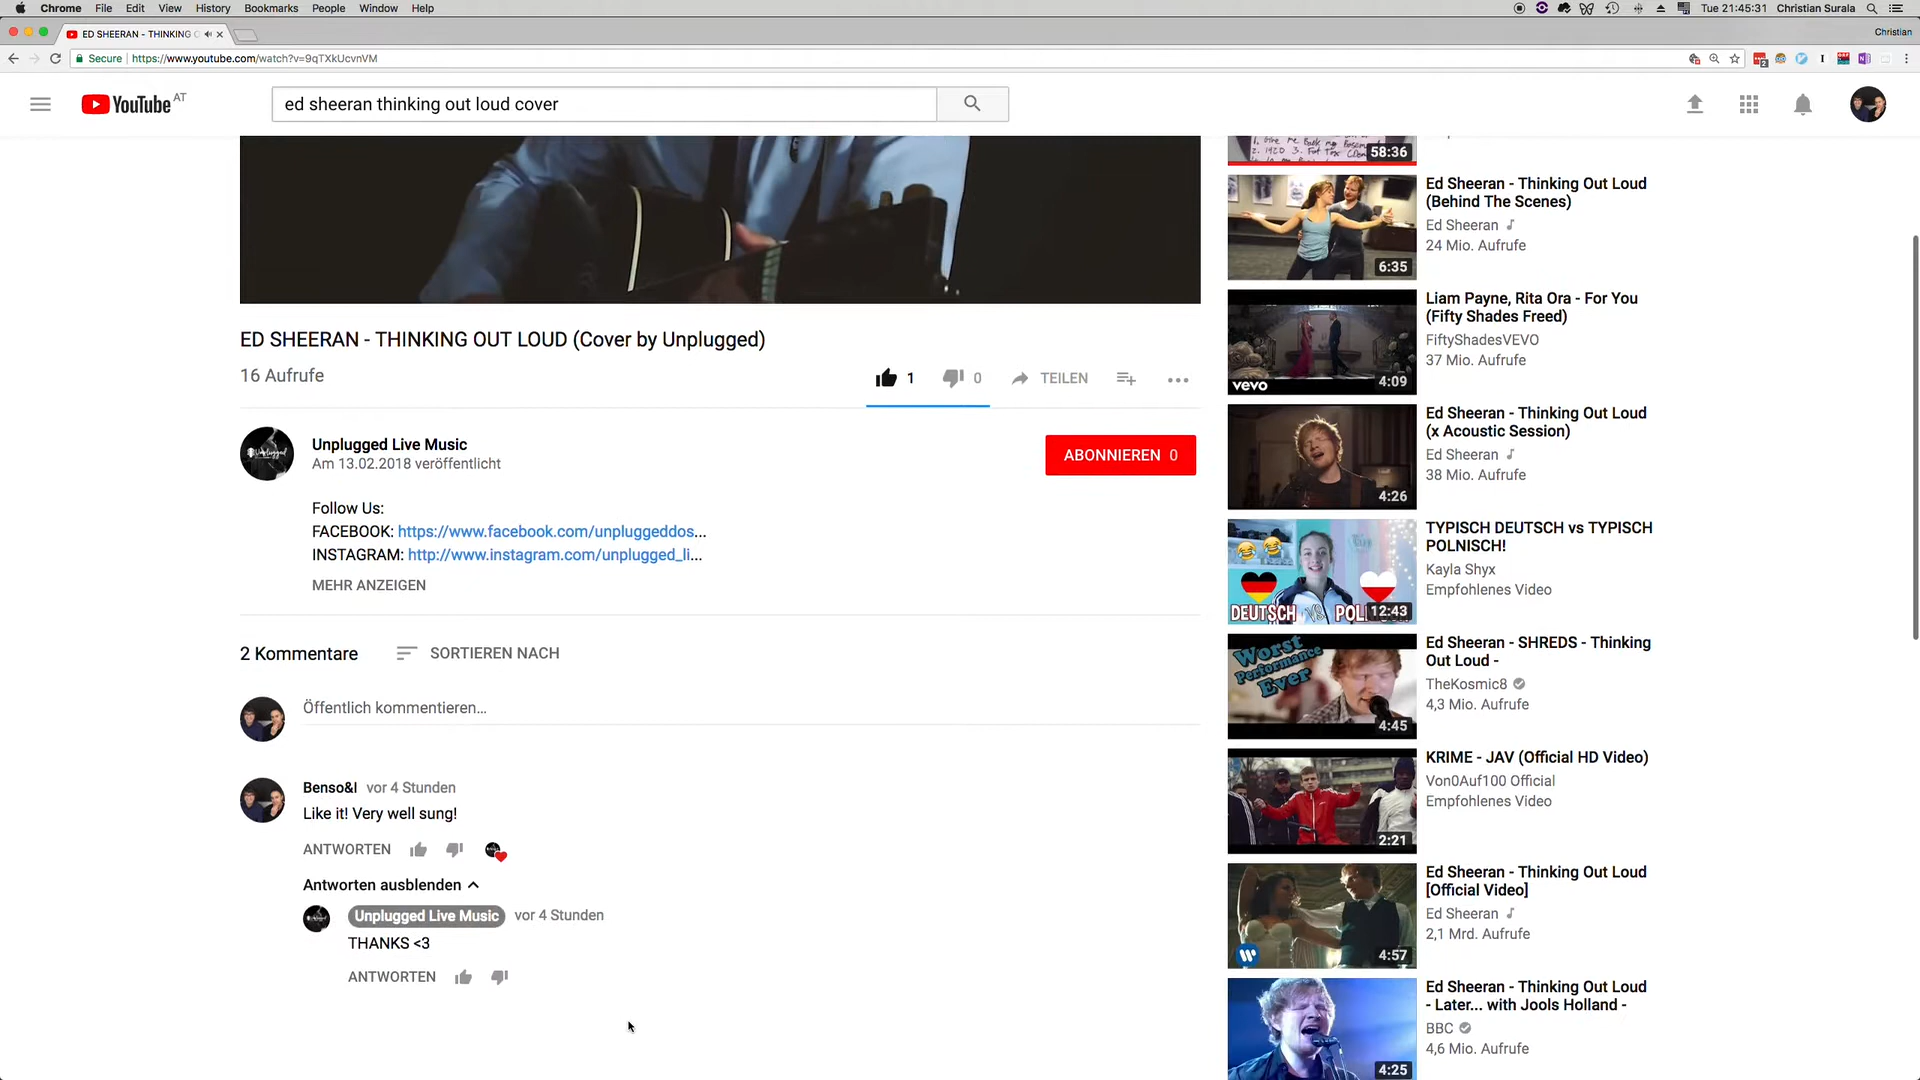 Chrome File Edit View History Bookmarks People Window Help
Tue 21:45:31 Christian Surala
ED SHEERAN - THINKING
Christian
Secure https://www.youtube.com/watch?v=9qTXkUcvnVM
YouTube AT
ed sheeran thinking out loud cover
58:36
Ed Sheeran - Thinking Out Loud
(Behind The Scenes)
Ed Sheeran
24 Mio. Aufrufe
6:35
Liam Payne, Rita Ora - For You
(Fifty Shades Freed)
FiftyShadesVEVO
37 Mio. Aufrufe
vevo
4:09
Ed Sheeran - Thinking Out Loud
(x Acoustic Session)
Ed Sheeran
38 Mio. Aufrufe
4:26
TYPISCH DEUTSCH vs TYPISCH
POLNISCH!
Kayla Shyx
Empfohlenes Video
DEUTSCH VS POL
12:43
Ed Sheeran - SHREDS - Thinking
Out Loud -
TheKosmic8
4,3 Mio. Aufrufe
Worst
Performance
Ever
4:45
KRIME - JAV (Official HD Video)
Von0Auf100 Official
Empfohlenes Video
2:21
Ed Sheeran - Thinking Out Loud
[Official Video]
Ed Sheeran
2,1 Mrd. Aufrufe
4:57
Ed Sheeran - Thinking Out Loud
- Later... with Jools Holland -
BBC
4,6 Mio. Aufrufe
4:25
ED SHEERAN - THINKING OUT LOUD (Cover by Unplugged)
16 Aufrufe
1 0 TEILEN
Unplugged
Unplugged Live Music
Am 13.02.2018 veröffentlicht
ABONNIEREN 0
Follow Us:
FACEBOOK: https://www.facebook.com/unpluggeddos...
INSTAGRAM: http://www.instagram.com/unplugged_li...
MEHR ANZEIGEN
2 Kommentare SORTIEREN NACH
Öffentlich kommentieren...
Benso&I vor 4 Stunden
Like it! Very well sung!
ANTWORTEN
Antworten ausblenden
Unplugged Live Music vor 4 Stunden
THANKS <3
ANTWORTEN